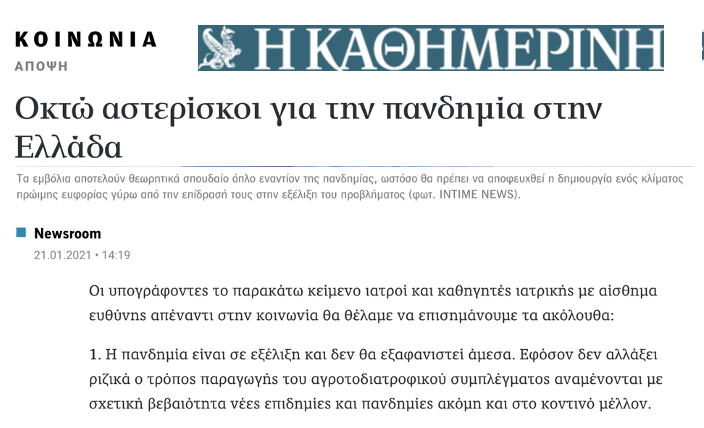 ΚΟΙΝΩΝΙΑ
Η ΚΑΘΗΜΕΡΙΝΗ
ΑΠΟΨΗ
Οκτώ αστερίσκοι για την πανδημία στην
Ελλάδα
Τα εμβόλια αποτελούν θεωρητικά σπουδαίο όπλο εναντίον της πανδημίας, ωστόσο θα πρέπει να αποφευχθεί η δημιουργία ενός κλίματος
πρώιμης ευφορίας γύρω από την επίδρασή τους στην εξέλιξη του προβλήματος (φωτ. INTIME NEWS).
Newsroom
21.01.2021 • 14:19
Οι υπογράφοντες το παρακάτω κείμενο ιατροί και καθηγητές ιατρικής με αίσθημα
ευθύνης απέναντι στην κοινωνία θα θέλαμε να επισημάνουμε τα ακόλουθα:
1. Η πανδημία είναι σε εξέλιξη και δεν θα εξαφανιστεί άμεσα. Εφόσον δεν αλλάξει
ριζικά ο τρόπος παραγωγής του αγροτοδιατροφικού συμπλέγματος αναμένονται με
σχετική βεβαιότητα νέες επιδημίες και πανδημίες ακόμη και στο κοντινό μέλλον.